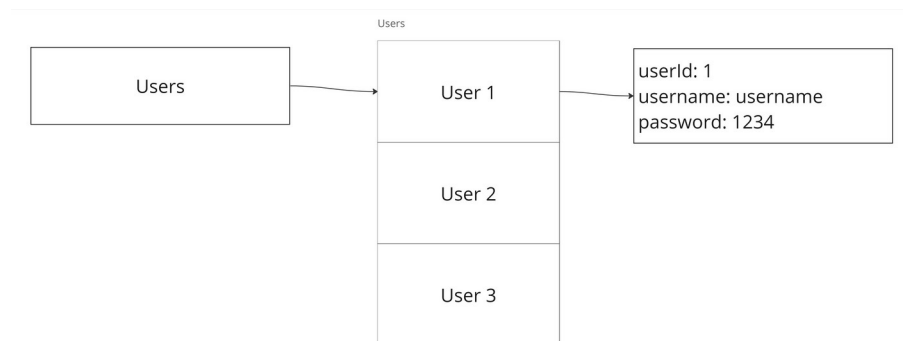 Users
Users
User 1
userId: 1
username: username
password: 1234
User 2
User 3